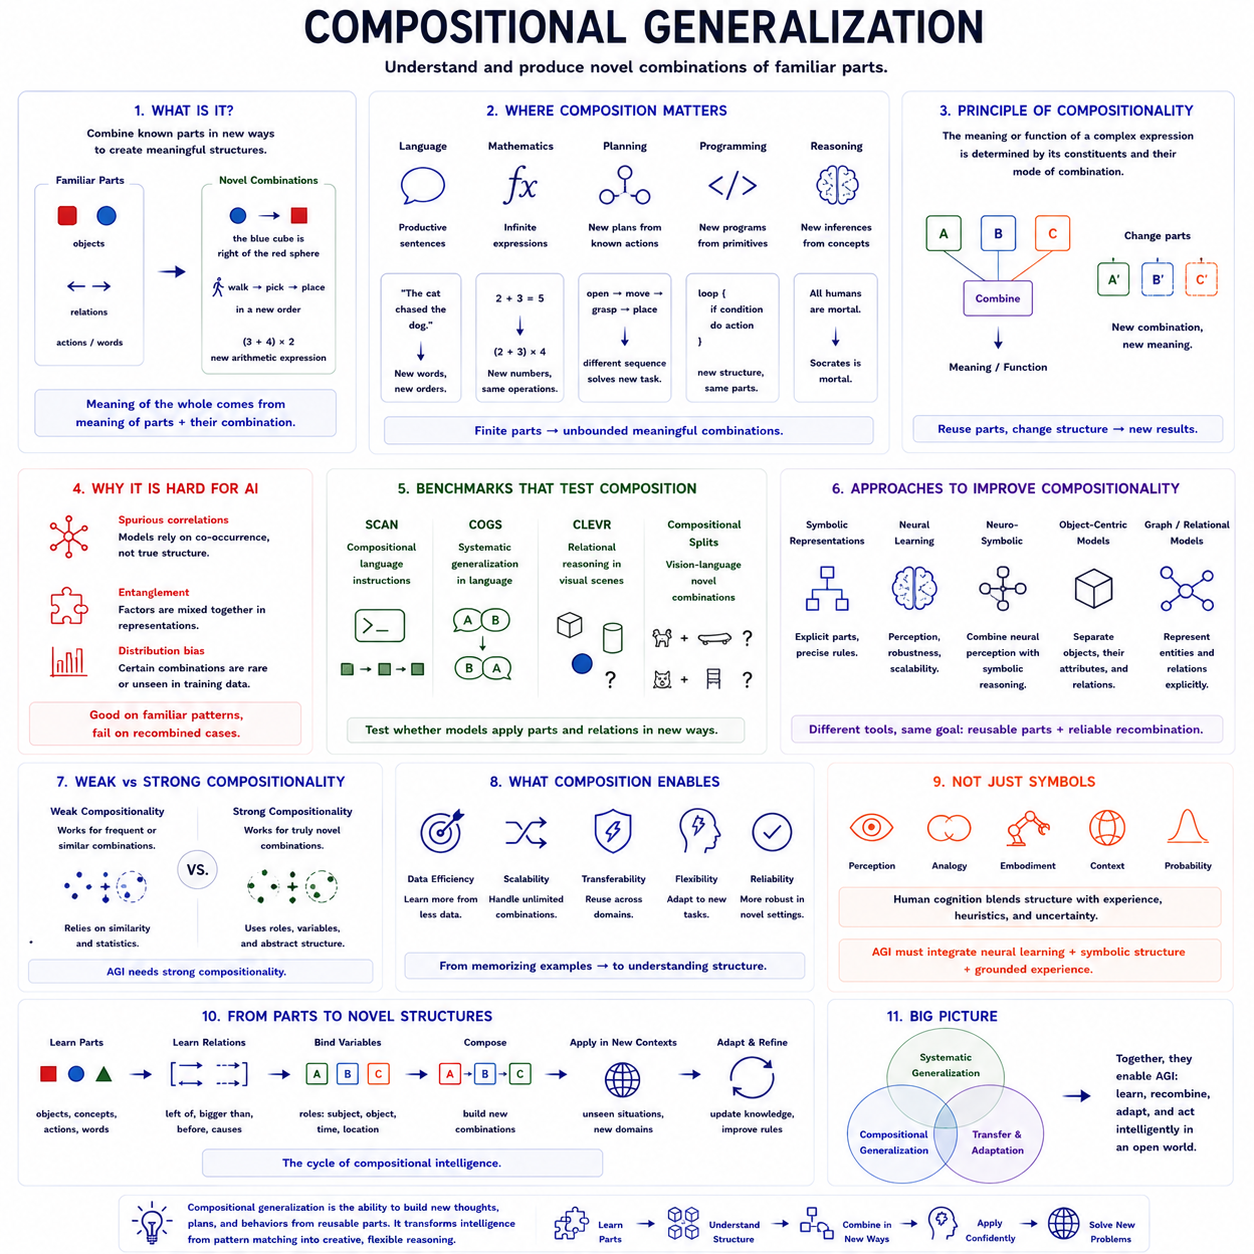 COMPOSITIONAL GENERALIZATION
Understand and produce novel combinations of familiar parts.
1. WHAT IS IT?
Combine known parts in new ways
to create meaningful structures.
Familiar Parts
objects
relations
actions / words
Novel Combinations
the blue cube is
right of the red sphere
walk → pick → place
in a new order
(3 + 4) × 2
new arithmetic expression
Meaning of the whole comes from
meaning of parts + their combination.
2. WHERE COMPOSITION MATTERS
Language
Productive
sentences
"The cat
chased the
dog."
New words,
new orders.
Mathematics
fx
Infinite
expressions
2 + 3 = 5
(2 + 3) × 4
New numbers,
same operations.
Planning
New plans from
known actions
open → move →
grasp → place
different sequence
solves new task.
Programming
</>
New programs
from primitives
loop {
if condition
do action
}
new structure,
same parts.
Reasoning
New inferences
from concepts
All humans
are mortal.
Socrates is
mortal.
Finite parts → unbounded meaningful combinations.
3. PRINCIPLE OF COMPOSITIONALITY
The meaning or function of a complex expression
is determined by its constituents and their
mode of combination.
A B C
Combine
Meaning / Function
Change parts
A' B' C'
New combination,
new meaning.
Reuse parts, change structure → new results.
4. WHY IT IS HARD FOR AI
Spurious correlations
Models rely on co-occurrence,
not true structure.
Entanglement
Factors are mixed together in
representations.
Distribution bias
Certain combinations are rare
or unseen in training data.
Good on familiar patterns,
fail on recombined cases.
5. BENCHMARKS THAT TEST COMPOSITION
SCAN
Compositional
language
instructions
>_
COGS
Systematic
generalization
in language
A B
B A
CLEVR
Relational
reasoning in
visual scenes
?
Compositional
Splits
Vision-language
novel
combinations
+ ?
+ ?
Test whether models apply parts and relations in new ways.
6. APPROACHES TO IMPROVE COMPOSITIONALITY
Symbolic
Representations
Explicit parts,
precise rules.
Neural
Learning
Perception,
robustness,
scalability.
Neuro-
Symbolic
Combine neural
perception with
symbolic
reasoning.
Object-Centric
Models
Separate
objects, their
attributes, and
relations.
Graph / Relational
Models
Represent
entities and
relations
explicitly.
Different tools, same goal: reusable parts + reliable recombination.
7. WEAK vs STRONG COMPOSITIONALITY
Weak Compositionality
Works for frequent or
similar combinations.
+
Relies on similarity
and statistics.
VS.
Strong Compositionality
Works for truly novel
combinations.
+
Uses roles, variables,
and abstract structure.
AGI needs strong compositionality.
8. WHAT COMPOSITION ENABLES
Data Efficiency
Learn more from
less data.
Scalability
Handle unlimited
combinations.
Transferability
Reuse across
domains.
Flexibility
Adapt to new
tasks.
Reliability
More robust in
novel settings.
From memorizing examples → to understanding structure.
9. NOT JUST SYMBOLS
Perception
Analogy
Embodiment
Context
Probability
Human cognition blends structure with experience,
heuristics, and uncertainty.
AGI must integrate neural learning + symbolic structure
+ grounded experience.
10. FROM PARTS TO NOVEL STRUCTURES
Learn Parts
objects, concepts,
actions, words
Learn Relations
left of, bigger than,
before, causes
Bind Variables
A B C
roles: subject, object,
time, location
Compose
A → B → C
build new
combinations
Apply in New Contexts
unseen situations,
new domains
Adapt & Refine
update knowledge,
improve rules
The cycle of compositional intelligence.
11. BIG PICTURE
Systematic
Generalization
Compositional
Generalization
Transfer &
Adaptation
Together, they
enable AGI:
learn, recombine,
adapt, and act
intelligently in
an open world.
Compositional generalization is the ability to build new thoughts,
plans, and behaviors from reusable parts. It transforms intelligence
from pattern matching into creative, flexible reasoning.
Learn
Parts
Understand
Structure
Combine in
New Ways
Apply
Confidently
Solve New
Problems